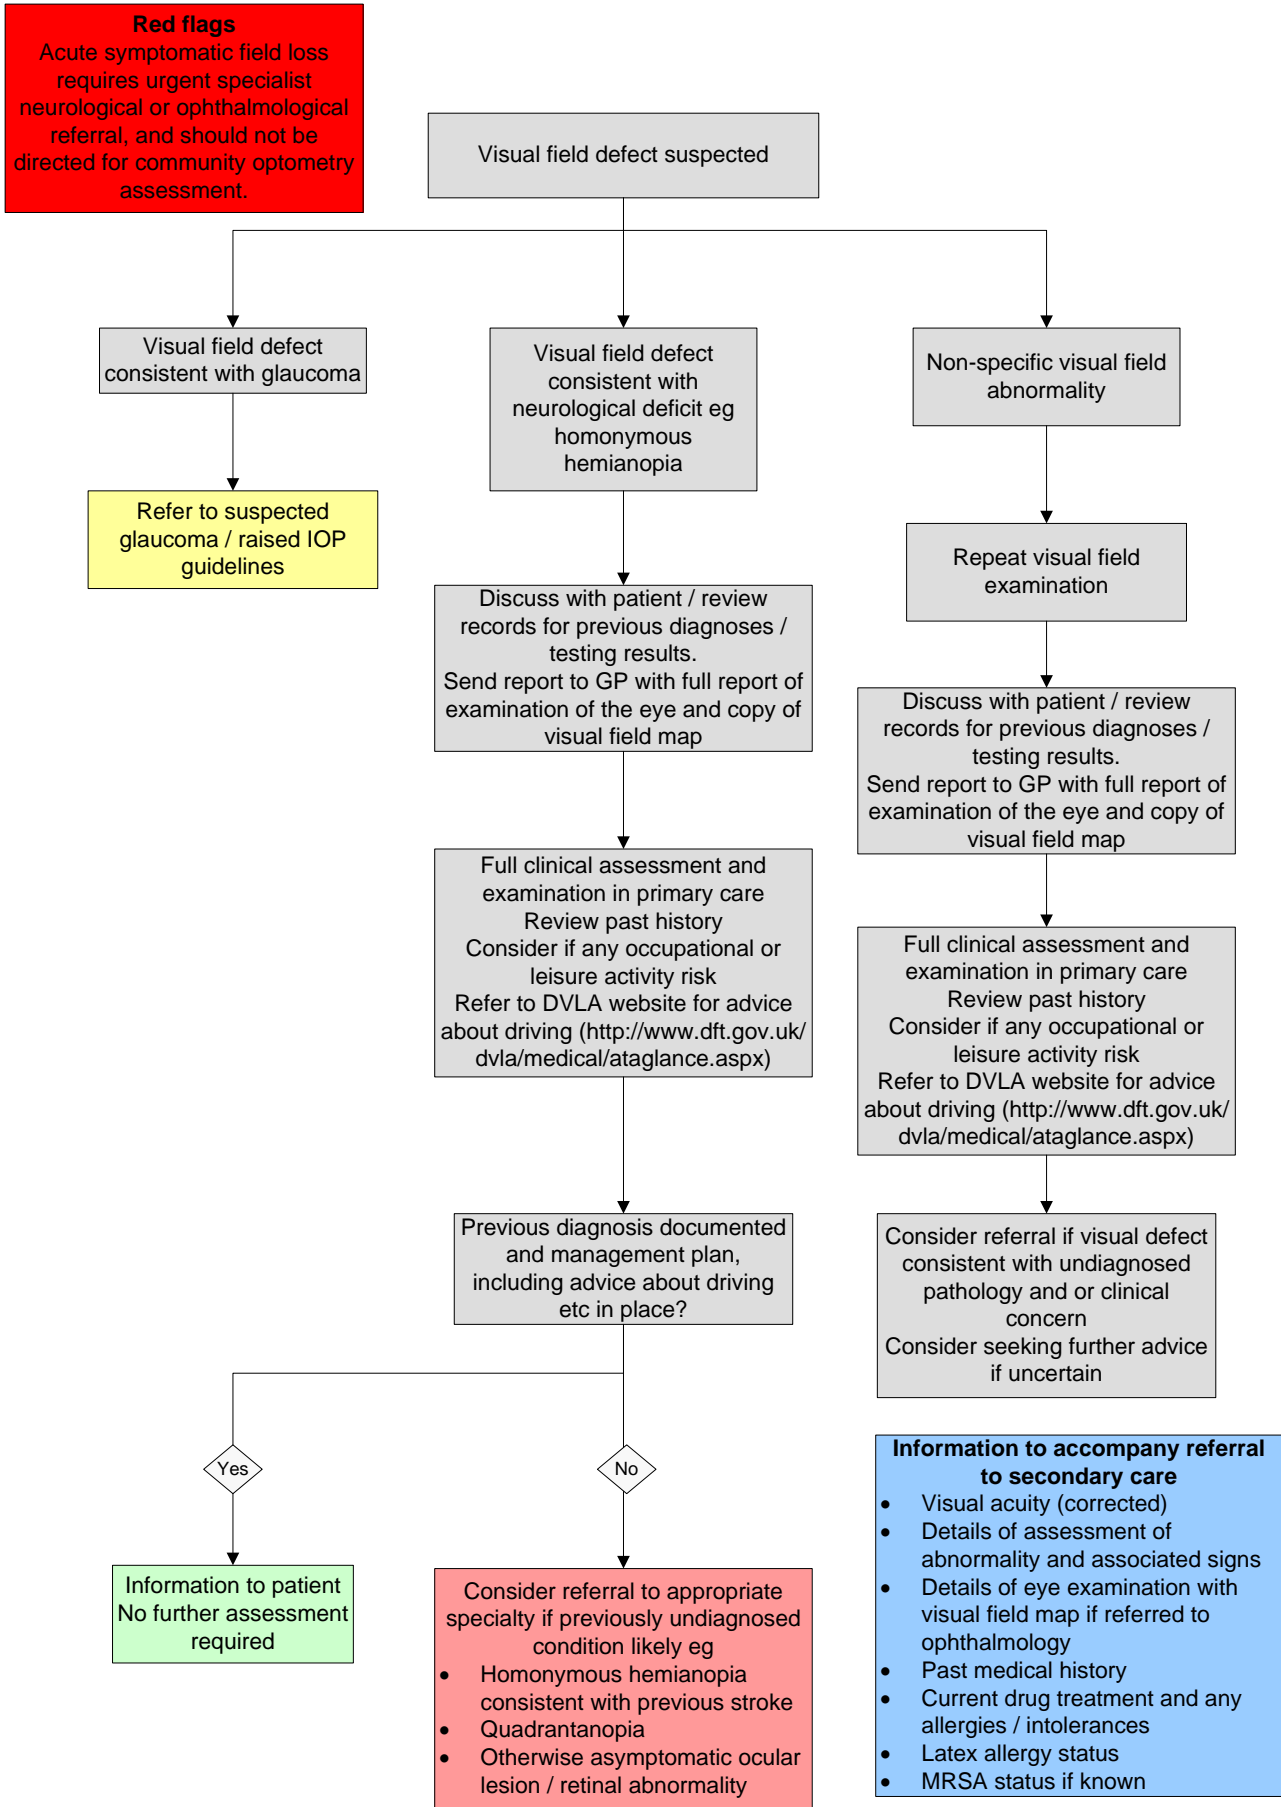 Red flags
Acute symptomatic field loss
requires urgent specialist
neurological or ophthalmological
referral, and should not be
directed for community optometry
assessment.
Visual field defect suspected
Visual field defect
consistent with glaucoma
Visual field defect
consistent with
neurological deficit eg
homonymous
hemianopia
Non-specific visual field
abnormality
Refer to suspected
glaucoma / raised IOP
guidelines
Repeat visual field
examination
Discuss with patient / review
records for previous diagnoses /
testing results.
Send report to GP with full report of
examination of the eye and copy of
visual field map
Discuss with patient / review
records for previous diagnoses /
testing results.
Send report to GP with full report of
examination of the eye and copy of
visual field map
Full clinical assessment and
examination in primary care
Review past history
Consider if any occupational or
leisure activity risk
Refer to DVLA website for advice
about driving (http://www.dft.gov.uk/
dvla/medical/ataglance.aspx)
Full clinical assessment and
examination in primary care
Review past history
Consider if any occupational or
leisure activity risk
Refer to DVLA website for advice
about driving (http://www.dft.gov.uk/
dvla/medical/ataglance.aspx)
Previous diagnosis documented
and management plan,
including advice about driving
etc in place?
Consider referral if visual defect
consistent with undiagnosed
pathology and or clinical
concern
Consider seeking further advice
if uncertain
Yes
No
Information to patient
No further assessment
required
Consider referral to appropriate
specialty if previously undiagnosed
condition likely eg
• Homonymous hemianopia
consistent with previous stroke
• Quadrantanopia
• Otherwise asymptomatic ocular
lesion / retinal abnormality
Information to accompany referral
to secondary care
• Visual acuity (corrected)
• Details of assessment of
abnormality and associated signs
• Details of eye examination with
visual field map if referred to
ophthalmology
• Past medical history
• Current drug treatment and any
allergies / intolerances
• Latex allergy status
• MRSA status if known